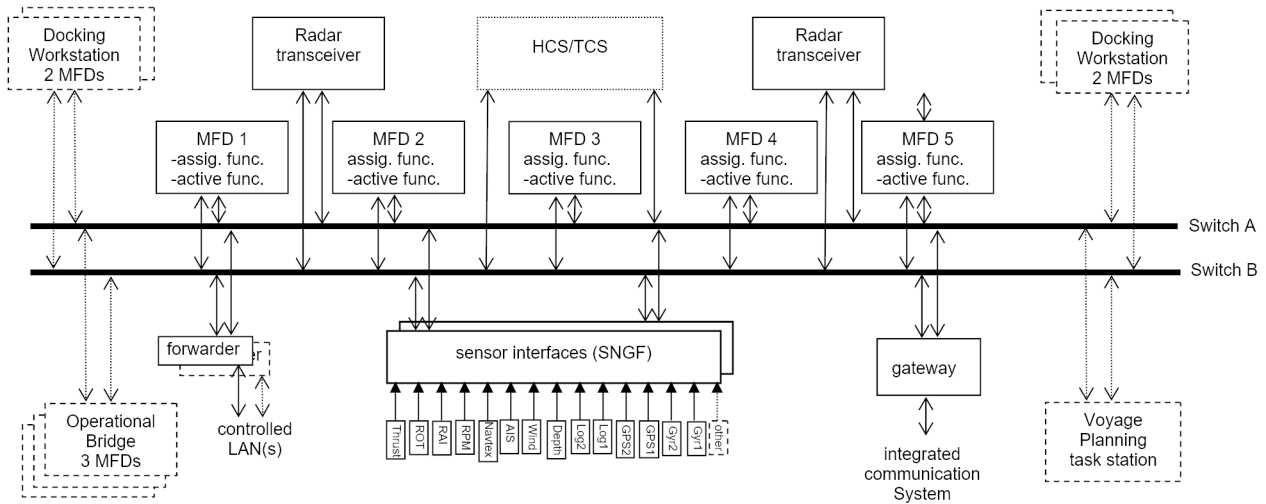 Docking
Workstation
2 MFDs
Radar
transceiver
HCS/TCS
Radar
transceiver
Docking
Workstation
2 MFDs
MFD 1
-assig. func.
-active func.
MFD 2
assig. func.
-active func.
MFD 3
assig. func.
-active func.
MFD 4
assig. func.
-active func.
MFD 5
assig. func.
-active func.
Switch A
Switch B
forwarder
er
sensor interfaces (SNGF)
gateway
Operational
Bridge
3 MFDs
controlled
LAN(s)
Thrust
ROT
RAI
RPM
Navtex
AIS
Wind
Depth
Log2
Log1
GPS2
GPS1
Gyr2
Gyr1
other
integrated
communication
System
Voyage
Planning
task station